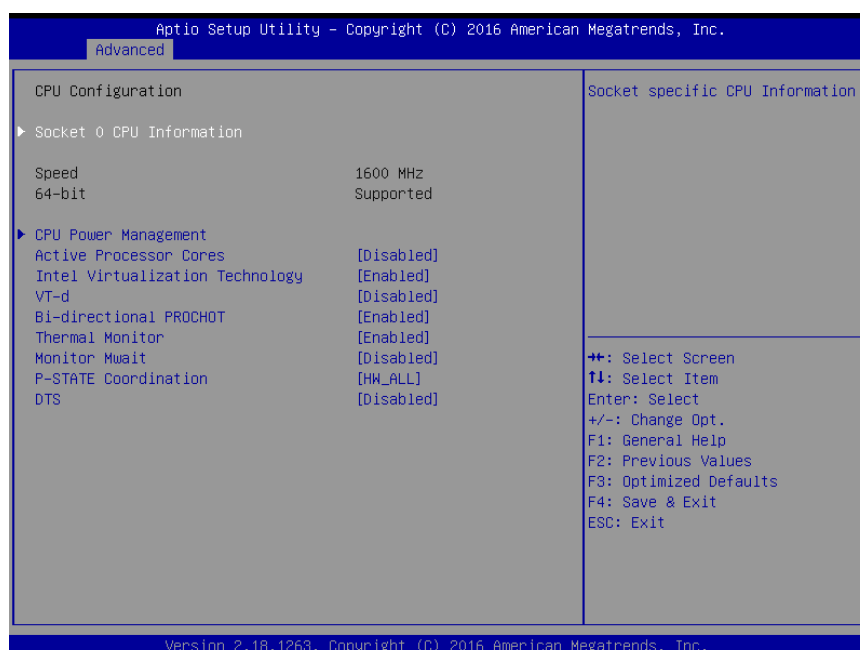 Aptio Setup Utility – Copyright (C) 2016 American Megatrends, Inc.
Advanced
CPU Configuration
Socket 0 CPU Information
Speed 1600 MHz
64-bit Supported
CPU Power Management
Active Processor Cores [Disabled]
Intel Virtualization Technology [Enabled]
VT-d [Disabled]
Bi-directional PROCHOT [Enabled]
Thermal Monitor [Enabled]
Monitor Mwait [Disabled]
P-STATE Coordination [HW_ALL]
DTS [Disabled]
Socket specific CPU Information
→←: Select Screen
↑↓: Select Item
Enter: Select
+/-: Change Opt.
F1: General Help
F2: Previous Values
F3: Optimized Defaults
F4: Save & Exit
ESC: Exit
Version 2.18.1263. Copyright (C) 2016 American Megatrends, Inc.